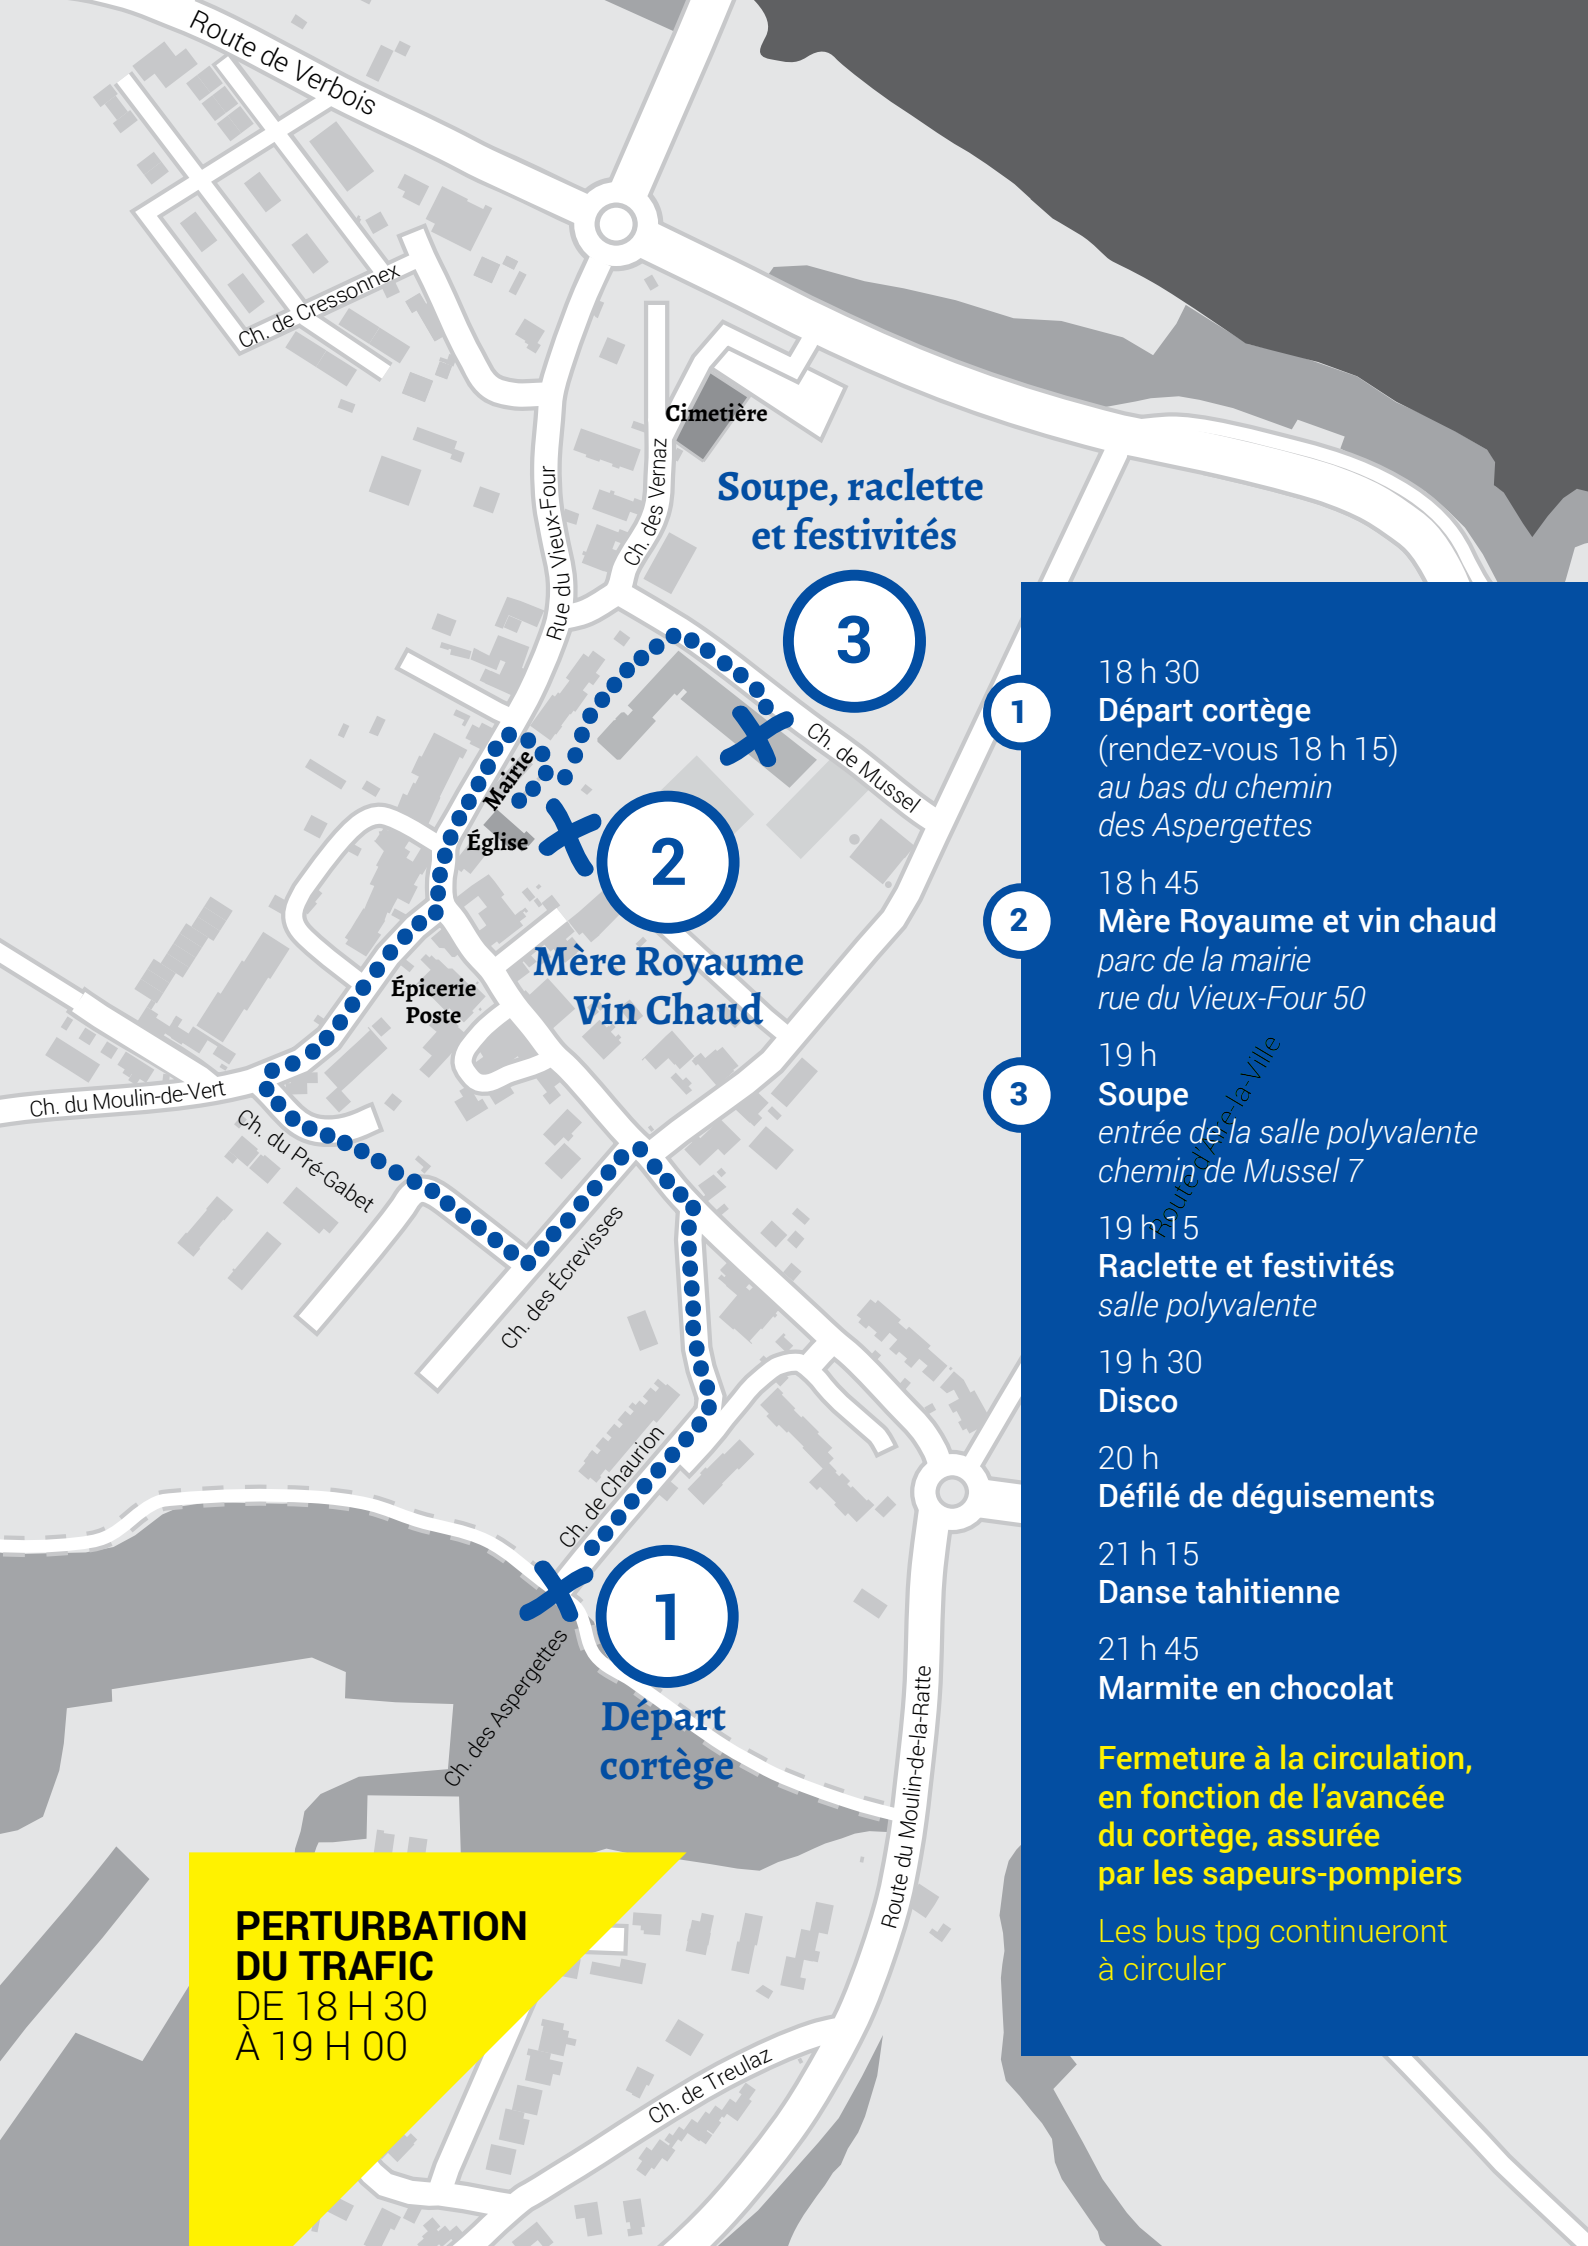 Route de Verbois
Ch. de Cressonnex
Cimetière
Ch. des Vernaz
Rue du Vieux-Four
Soupe, raclette
et festivités
3
Ch. de Mussel
Mairie
Église
2
Mère Royaume
Vin Chaud
Épicerie
Poste
Ch. du Moulin-de-Vert
Ch. du Pré-Gabet
Ch. des Écrevisses
Ch. de Chaurion
1
Départ
cortège
Ch. des Aspergettes
Route du Moulin-de-la-Ratte
Ch. de Treulaz
Route d'Aire-la-Ville
PERTURBATION
DU TRAFIC
DE 18 H 30
À 19 H 00
1
18 h 30
Départ cortège
(rendez-vous 18 h 15)
au bas du chemin
des Aspergettes
2
18 h 45
Mère Royaume et vin chaud
parc de la mairie
rue du Vieux-Four 50
3
19 h
Soupe
entrée de la salle polyvalente
chemin de Mussel 7
19 h 15
Raclette et festivités
salle polyvalente
19 h 30
Disco
20 h
Défilé de déguisements
21 h 15
Danse tahitienne
21 h 45
Marmite en chocolat
Fermeture à la circulation,
en fonction de l’avancée
du cortège, assurée
par les sapeurs-pompiers
Les bus tpg continueront
à circuler